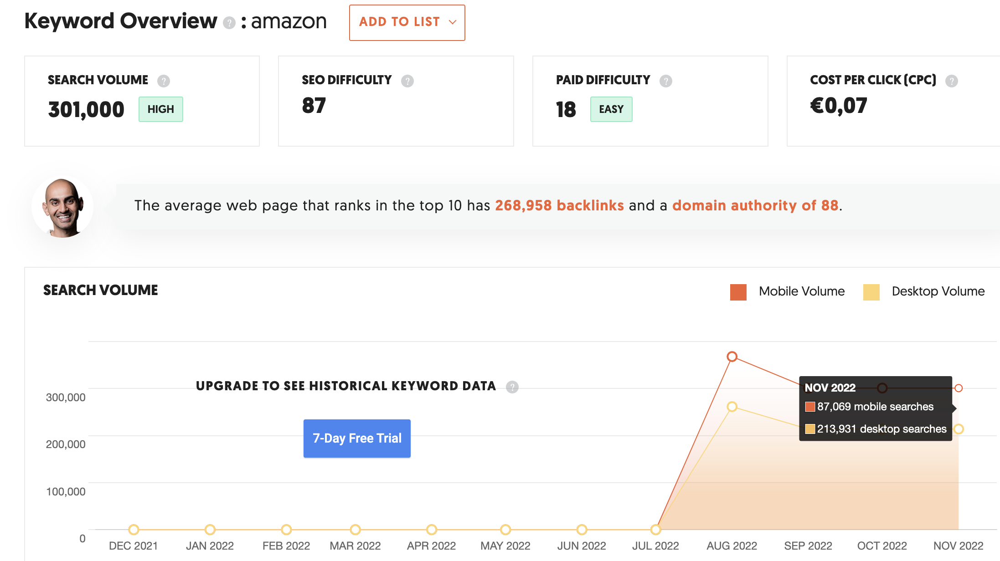 Keyword Overview ? : amazon
ADD TO LIST
SEARCH VOLUME ?
301,000 HIGH
SEO DIFFICULTY ?
87
PAID DIFFICULTY ?
18 EASY
COST PER CLICK (CPC) ?
€0,07
The average web page that ranks in the top 10 has 268,958 backlinks and a domain authority of 88.
SEARCH VOLUME
Mobile Volume
Desktop Volume
UPGRADE TO SEE HISTORICAL KEYWORD DATA ?
7-Day Free Trial
300,000
200,000
100,000
0
NOV 2022
87,069 mobile searches
213,931 desktop searches
DEC 2021 JAN 2022 FEB 2022 MAR 2022 APR 2022 MAY 2022 JUN 2022 JUL 2022 AUG 2022 SEP 2022 OCT 2022 NOV 2022